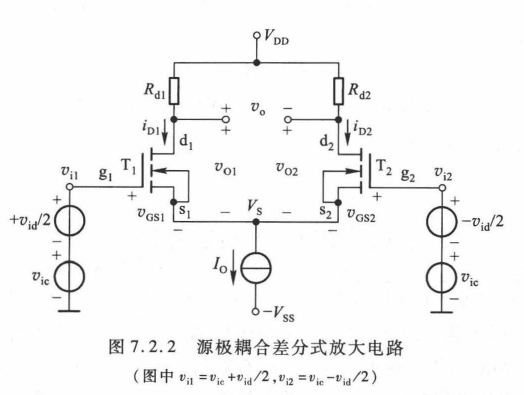 V_DD
R_d1 R_d2
+ v_o −
+ +
i_D1 i_D2
d_1 d_2
v_i1 g_1 T_1 v_O1 v_O2 T_2 g_2 v_i2
+ +
+ v_GS1 s_1 − V_S − s_2 v_GS2 +
+v_id/2 − − −v_id/2
− −
+ I_O +
v_ic v_ic
− −
−V_SS
图 7.2.2 源极耦合差分式放大电路
(图中 v_i1 = v_ic + v_id/2, v_i2 = v_ic − v_id/2)